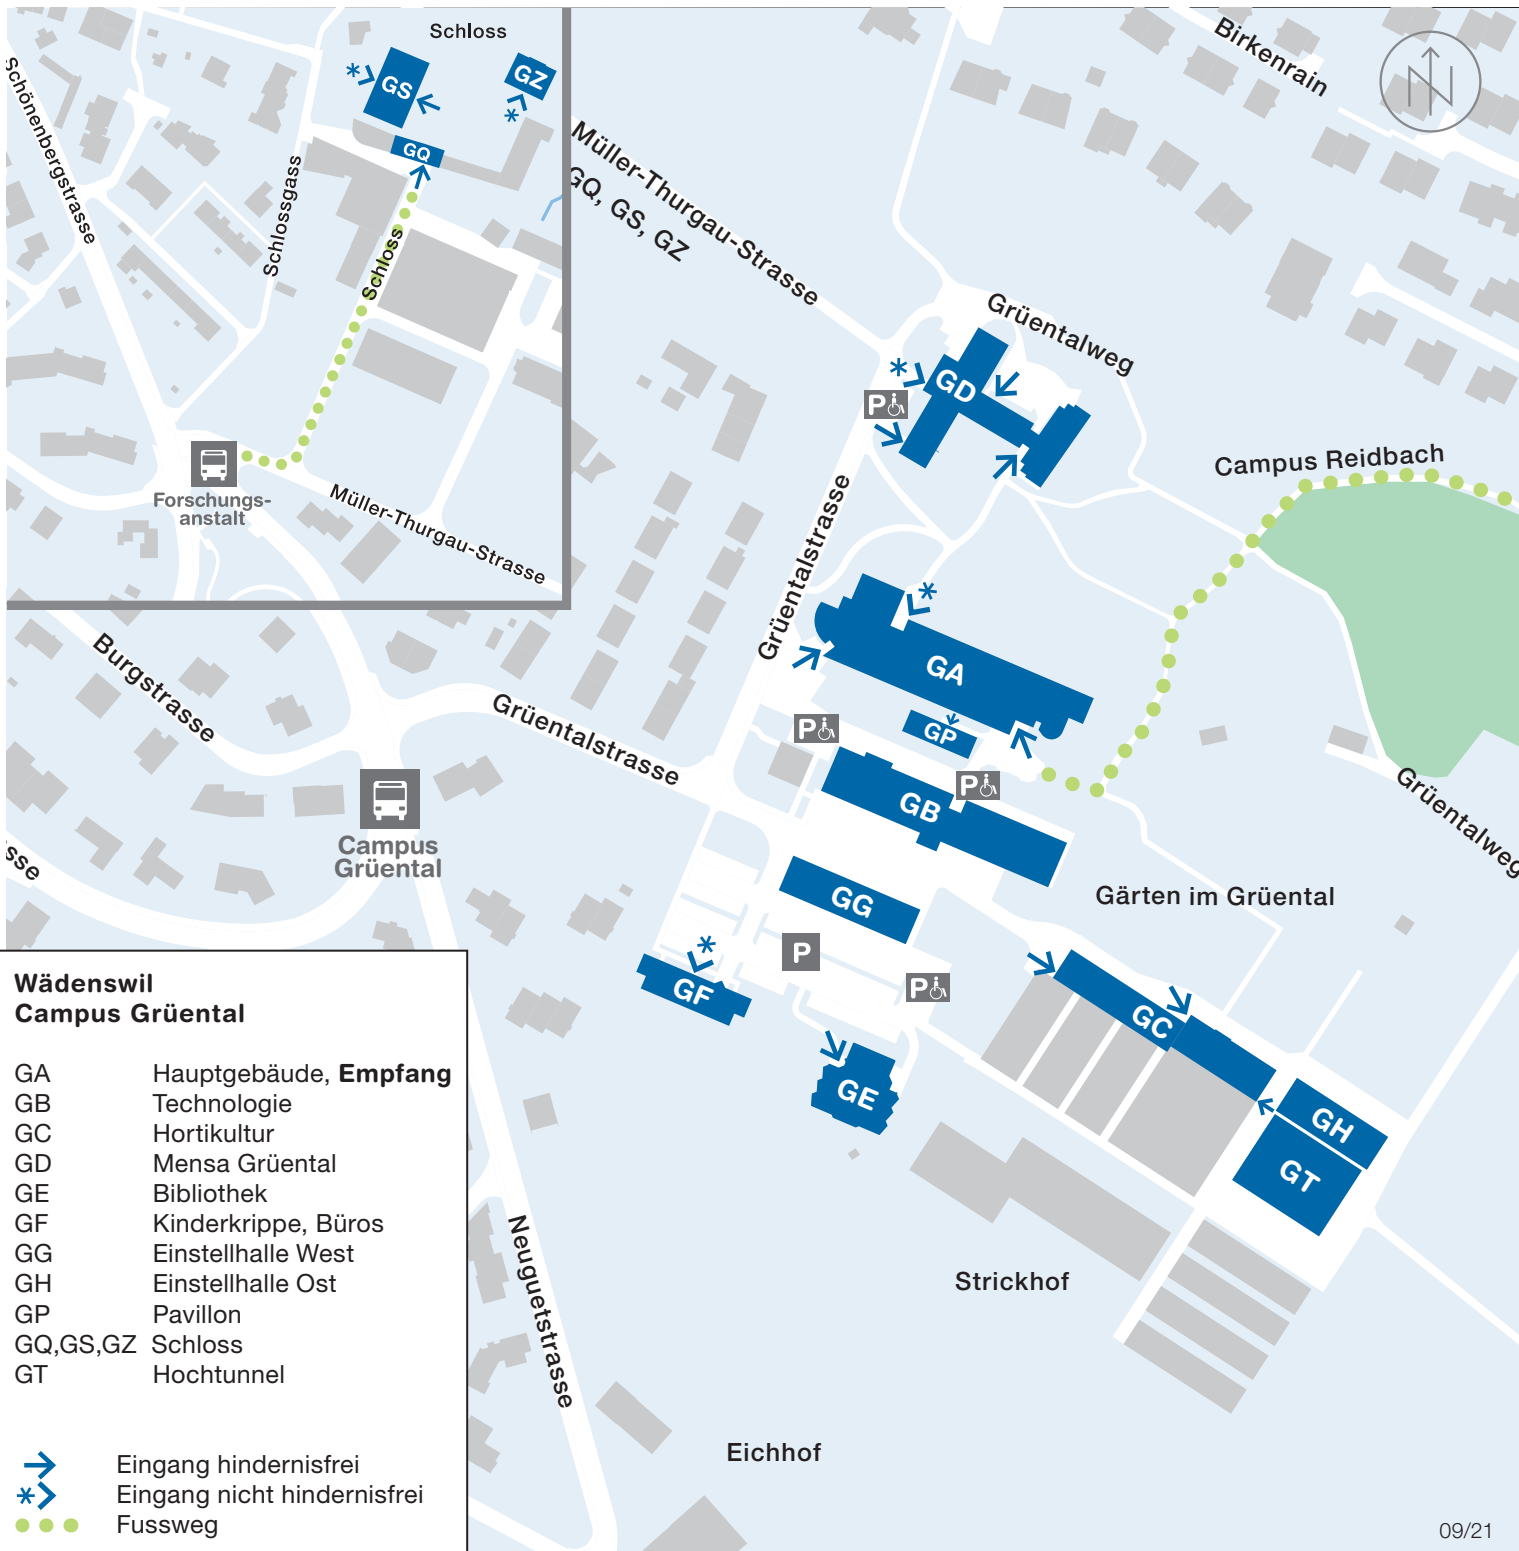 Schloss
GS
GZ
GQ
Schönenbergstrasse
Schlossgass
Schloss
Forschungs-
anstalt
Müller-Thurgau-Strasse
Birkenrain
N
Müller-Thurgau-Strasse
GQ, GS, GZ
Grüentalweg
GD
P
Campus Reidbach
Grüentalstrasse
GA
GP
P
P
GB
Burgstrasse
Grüentalstrasse
Campus
Grüental
Grüentalweg
sse
Gärten im Grüental
GG
P
P
GF
GC
GE
GH
GT
Strickhof
Neuguetstrasse
Eichhof
Wädenswil
Campus Grüental
GA Hauptgebäude, Empfang
GB Technologie
GC Hortikultur
GD Mensa Grüental
GE Bibliothek
GF Kinderkrippe, Büros
GG Einstellhalle West
GH Einstellhalle Ost
GP Pavillon
GQ,GS,GZ Schloss
GT Hochtunnel
Eingang hindernisfrei
* Eingang nicht hindernisfrei
Fussweg
09/21